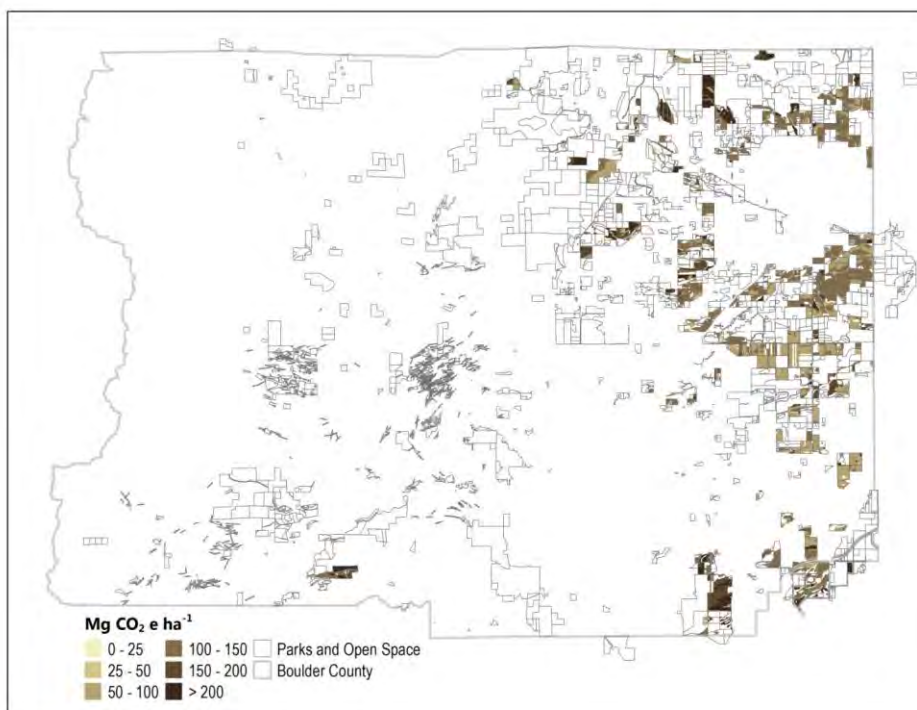 Mg CO₂ e ha⁻¹
0 - 25
25 - 50
50 - 100
100 - 150
150 - 200
> 200
Parks and Open Space
Boulder County